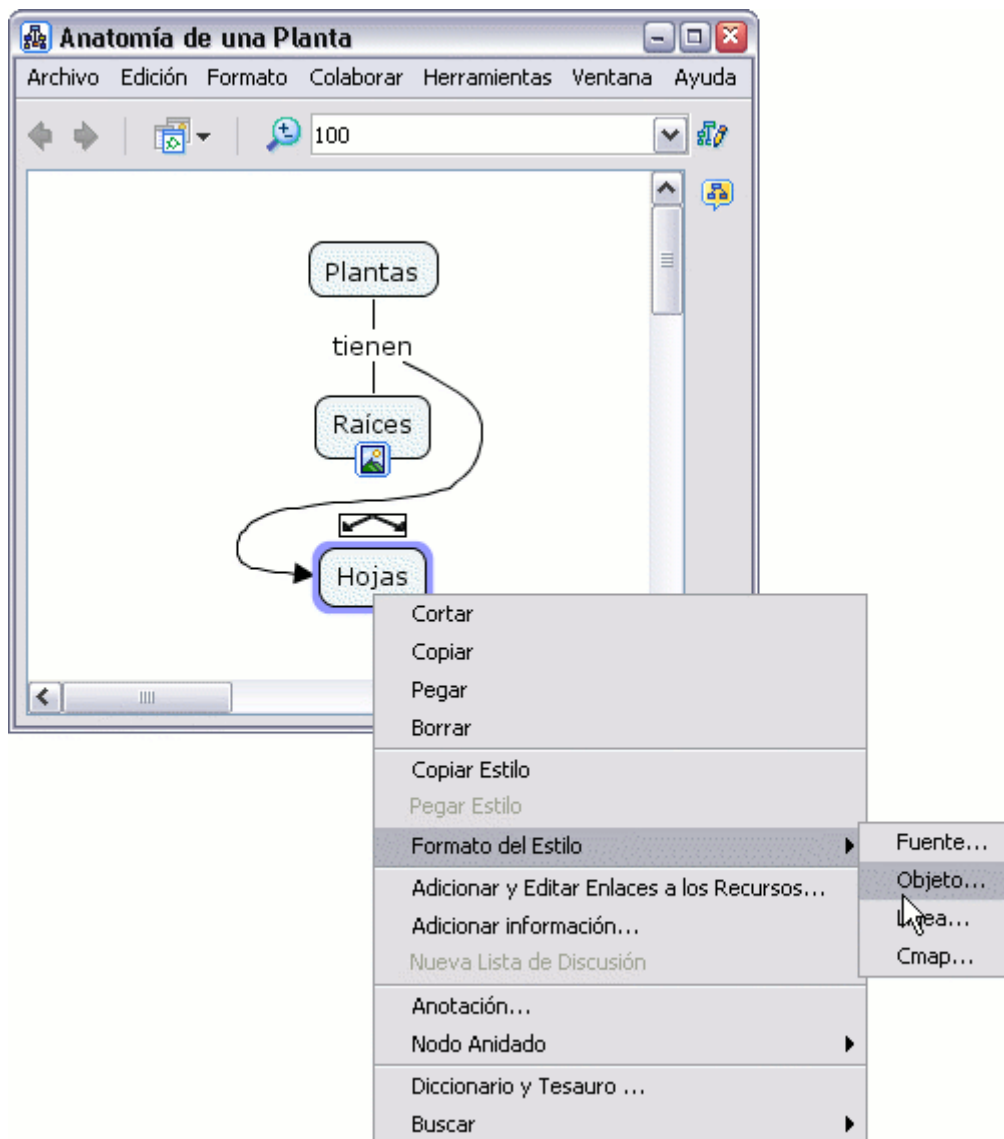 Anatomía de una Planta
Archivo Edición Formato Colaborar Herramientas Ventana Ayuda
100
Plantas
tienen
Raíces
Hojas
Cortar
Copiar
Pegar
Borrar
Copiar Estilo
Pegar Estilo
Formato del Estilo
Fuente...
Objeto...
Línea...
Cmap...
Adicionar y Editar Enlaces a los Recursos...
Adicionar información...
Nueva Lista de Discusión
Anotación...
Nodo Anidado
Diccionario y Tesauro ...
Buscar